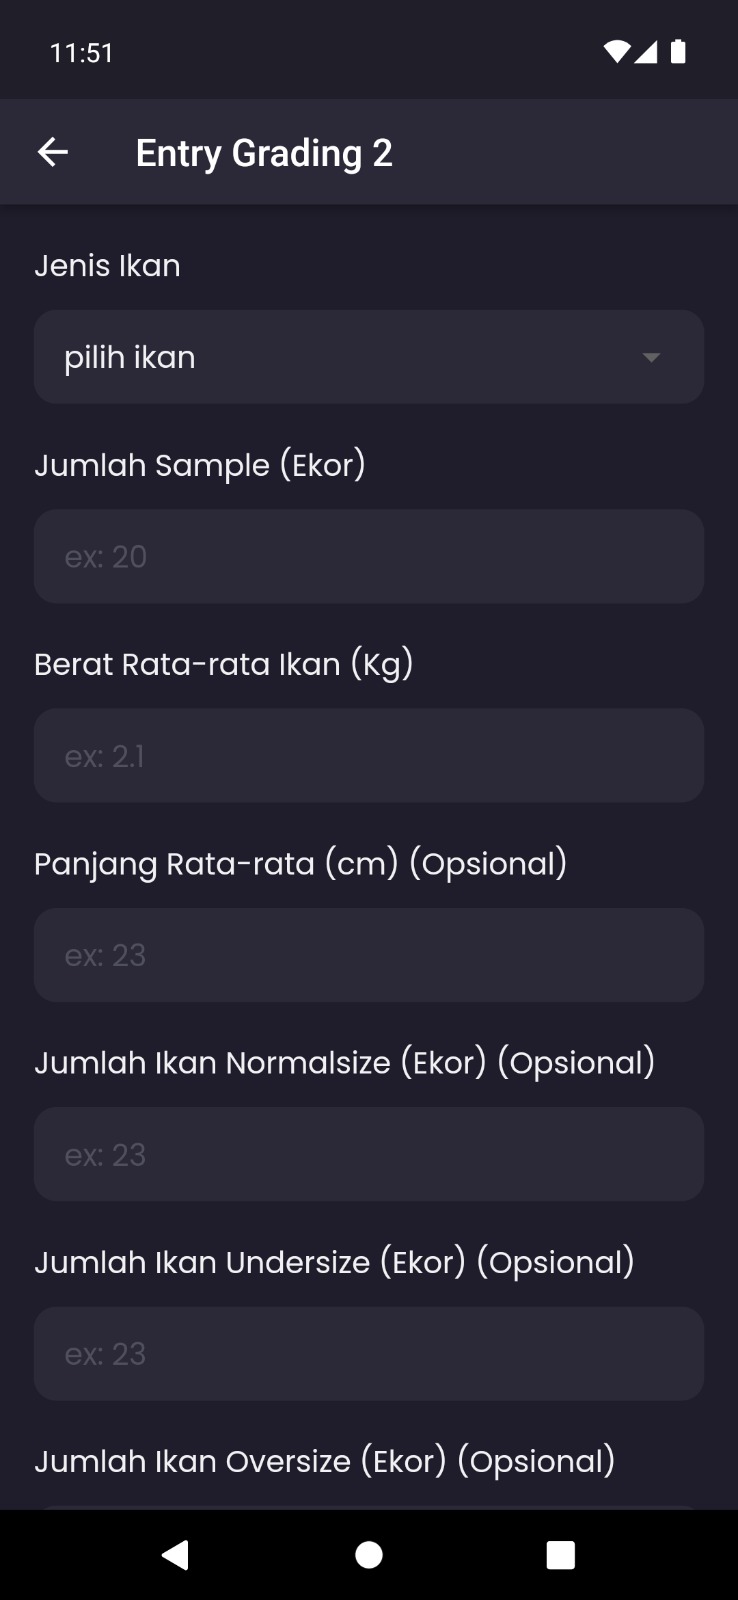 11:51
Entry Grading 2
Jenis Ikan
pilih ikan
Jumlah Sample (Ekor)
ex: 20
Berat Rata-rata Ikan (Kg)
ex: 2.1
Panjang Rata-rata (cm) (Opsional)
ex: 23
Jumlah Ikan Normalsize (Ekor) (Opsional)
ex: 23
Jumlah Ikan Undersize (Ekor) (Opsional)
ex: 23
Jumlah Ikan Oversize (Ekor) (Opsional)